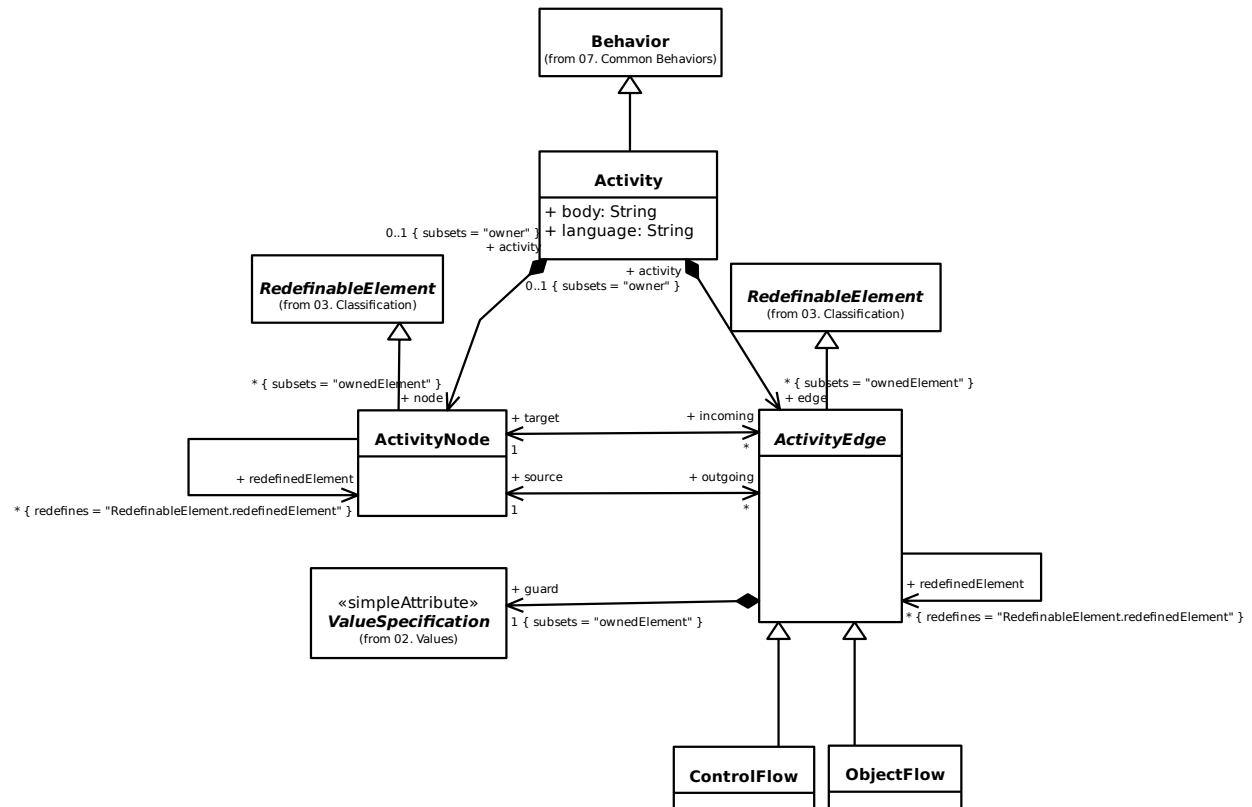 Behavior
(from 07. Common Behaviors)
Activity
+ body: String
+ language: String
0..1 { subsets = "owner" }
+ activity
+ activity
0..1 { subsets = "owner" }
RedefinableElement
(from 03. Classification)
RedefinableElement
(from 03. Classification)
* { subsets = "ownedElement" }
+ node
* { subsets = "ownedElement" }
+ edge
ActivityNode
+ target
1
+ incoming
*
ActivityEdge
+ source
1
+ outgoing
*
+ redefinedElement
* { redefines = "RedefinableElement.redefinedElement" }
«simpleAttribute»
ValueSpecification
(from 02. Values)
+ guard
1 { subsets = "ownedElement" }
+ redefinedElement
* { redefines = "RedefinableElement.redefinedElement" }
ControlFlow
ObjectFlow